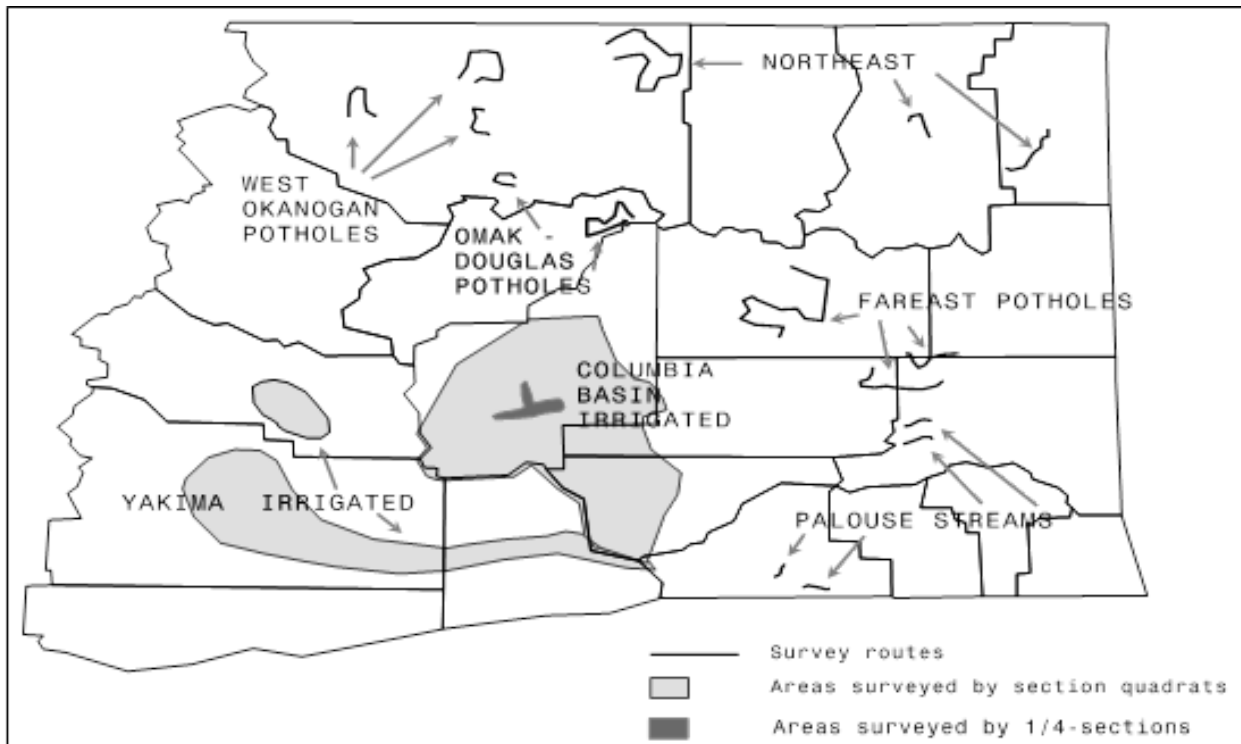 NORTHEAST
WEST
OKANOGAN
POTHOLES
OMAK -
DOUGLAS
POTHOLES
FAREAST POTHOLES
COLUMBIA
BASIN
IRRIGATED
YAKIMA IRRIGATED
PALOUSE STREAMS
Survey routes
Areas surveyed by section quadrats
Areas surveyed by 1/4-sections